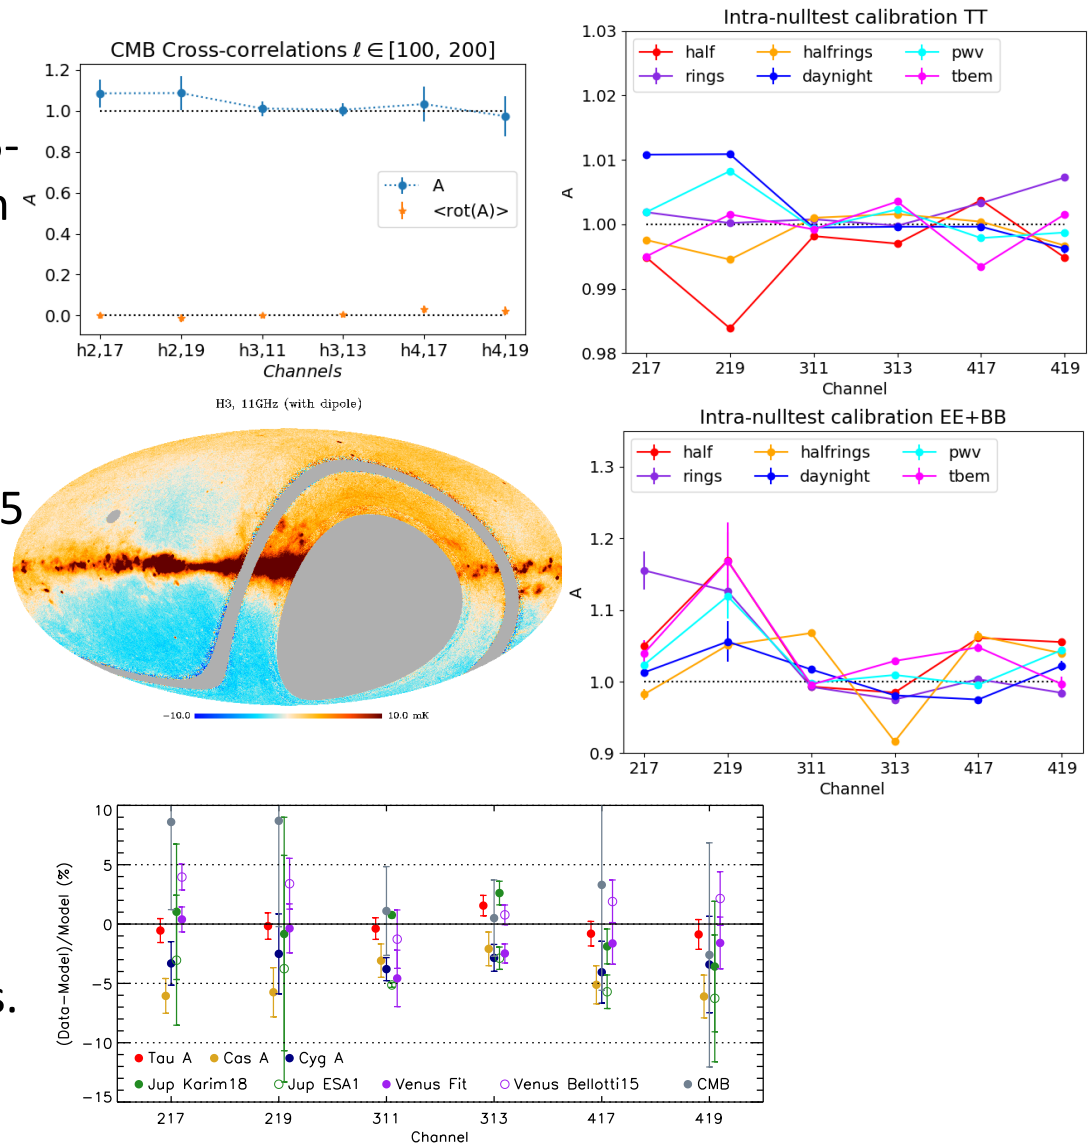 CMB Cross-correlations ℓ ∈ [100, 200]
1.2
1.0
0.8
0.6
0.4
0.2
0.0
A
A
<rot(A)>
h2,17 h2,19 h3,11 h3,13 h4,17 h4,19
Channels
Intra-nulltest calibration TT
half halfrings pwv
rings daynight tbem
1.03
1.02
1.01
1.00
0.99
0.98
A
217 219 311 313 417 419
Channel
-
n
H3, 11GHz (with dipole)
5
−10.0 10.0 mK
Intra-nulltest calibration EE+BB
half halfrings pwv
rings daynight tbem
1.3
1.2
1.1
1.0
0.9
A
217 219 311 313 417 419
Channel
s.
10
5
0
−5
−10
−15
(Data−Model)/Model (%)
Tau A Cas A Cyg A
Jup Karim18 Jup ESA1 Venus Fit Venus Bellotti15 CMB
217 219 311 313 417 419
Channel